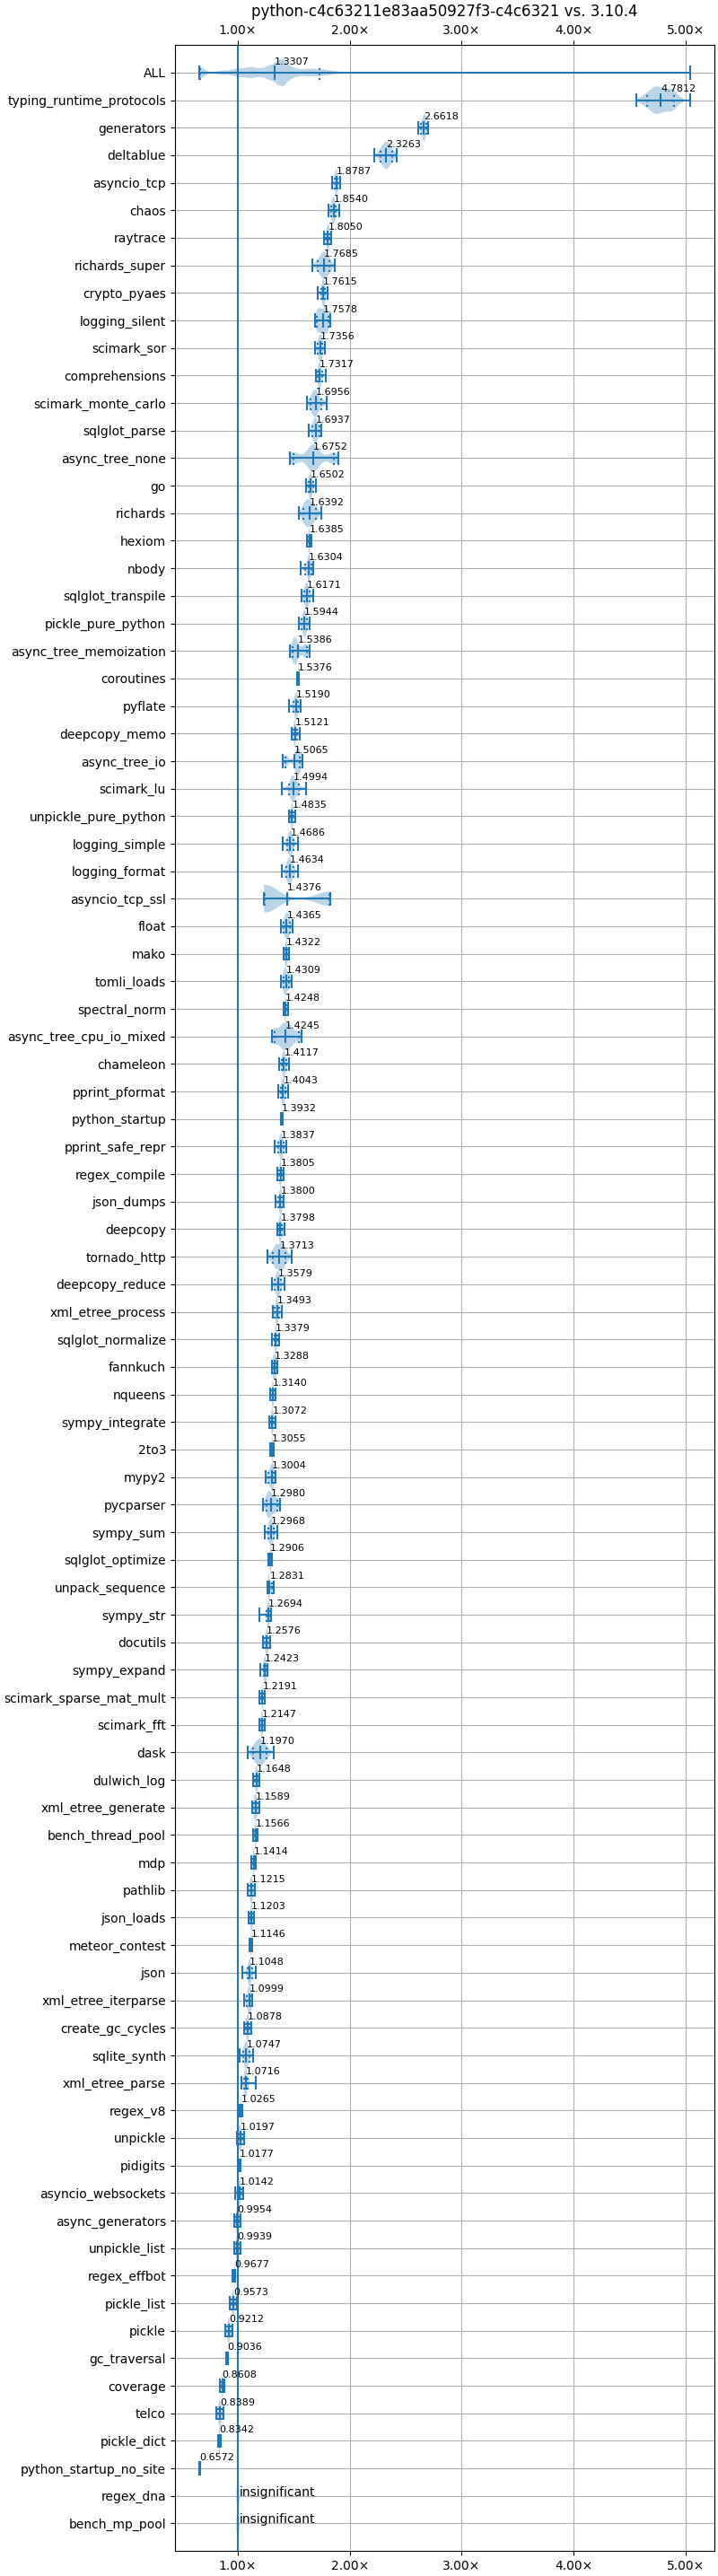 python-c4c63211e83aa50927f3-c4c6321 vs. 3.10.4
1.00× 2.00× 3.00× 4.00× 5.00×
ALL 1.3307
typing_runtime_protocols 4.7812
generators 2.6618
deltablue 2.3263
asyncio_tcp 1.8787
chaos 1.8540
raytrace 1.8050
richards_super 1.7685
crypto_pyaes 1.7615
logging_silent 1.7578
scimark_sor 1.7356
comprehensions 1.7317
scimark_monte_carlo 1.6956
sqlglot_parse 1.6937
async_tree_none 1.6752
go 1.6502
richards 1.6392
hexiom 1.6385
nbody 1.6304
sqlglot_transpile 1.6171
pickle_pure_python 1.5944
async_tree_memoization 1.5386
coroutines 1.5376
pyflate 1.5190
deepcopy_memo 1.5121
async_tree_io 1.5065
scimark_lu 1.4994
unpickle_pure_python 1.4835
logging_simple 1.4686
logging_format 1.4634
asyncio_tcp_ssl 1.4376
float 1.4365
mako 1.4322
tomli_loads 1.4309
spectral_norm 1.4248
async_tree_cpu_io_mixed 1.4245
chameleon 1.4117
pprint_pformat 1.4043
python_startup 1.3932
pprint_safe_repr 1.3837
regex_compile 1.3805
json_dumps 1.3800
deepcopy 1.3798
tornado_http 1.3713
deepcopy_reduce 1.3579
xml_etree_process 1.3493
sqlglot_normalize 1.3379
fannkuch 1.3288
nqueens 1.3140
sympy_integrate 1.3072
2to3 1.3055
mypy2 1.3004
pycparser 1.2980
sympy_sum 1.2968
sqlglot_optimize 1.2906
unpack_sequence 1.2831
sympy_str 1.2694
docutils 1.2576
sympy_expand 1.2423
scimark_sparse_mat_mult 1.2191
scimark_fft 1.2147
dask 1.1970
dulwich_log 1.1648
xml_etree_generate 1.1589
bench_thread_pool 1.1566
mdp 1.1414
pathlib 1.1215
json_loads 1.1203
meteor_contest 1.1146
json 1.1048
xml_etree_iterparse 1.0999
create_gc_cycles 1.0878
sqlite_synth 1.0747
xml_etree_parse 1.0716
regex_v8 1.0265
unpickle 1.0197
pidigits 1.0177
asyncio_websockets 1.0142
async_generators 0.9954
unpickle_list 0.9939
regex_effbot 0.9677
pickle_list 0.9573
pickle 0.9212
gc_traversal 0.9036
coverage 0.8608
telco 0.8389
pickle_dict 0.8342
python_startup_no_site 0.6572
regex_dna insignificant
bench_mp_pool insignificant
1.00× 2.00× 3.00× 4.00× 5.00×